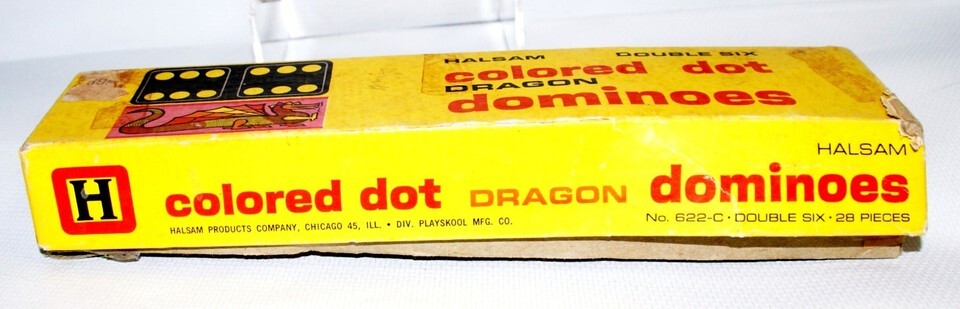 HALSAM DOUBLE SIX
colored dot
DRAGON
dominoes
HALSAM
H
colored dot DRAGON dominoes
No. 622-C • DOUBLE SIX • 28 PIECES
HALSAM PRODUCTS COMPANY, CHICAGO 45, ILL. • DIV. PLAYSKOOL MFG. CO.